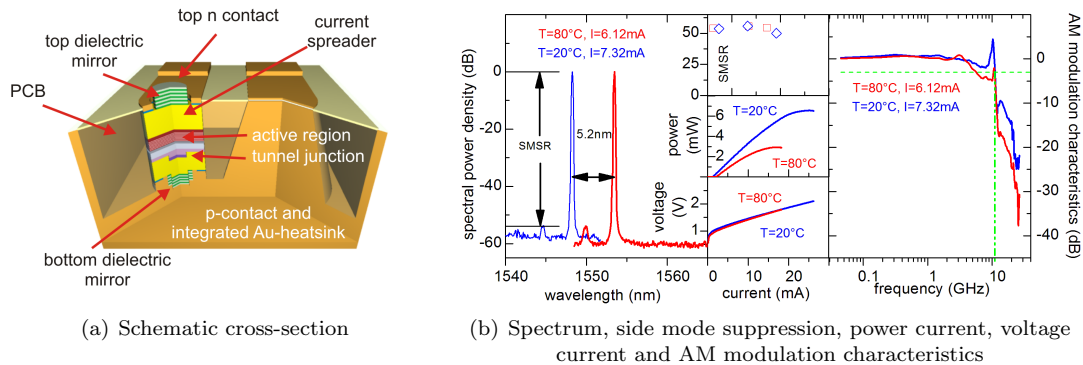 top n contact
current
spreader
top dielectric
mirror
PCB
active region
tunnel junction
p-contact and
integrated Au-heatsink
bottom dielectric
mirror
(a) Schematic cross-section
spectral power density (dB)
0
-20
-40
-60
T=80°C, I=6.12mA
T=20°C, I=7.32mA
SMSR
5.2nm
1540
1550
1560
wavelength (nm)
SMSR
50
0
power
(mW)
6
4
2
T=20°C
T=80°C
voltage
(V)
2
1
T=80°C
T=20°C
0
10
20
current (mA)
T=80°C, I=6.12mA
T=20°C, I=7.32mA
0.1
1
10
frequency (GHz)
0
-10
-20
-30
-40
AM modulation characteristics (dB)
(b) Spectrum, side mode suppression, power current, voltage
current and AM modulation characteristics